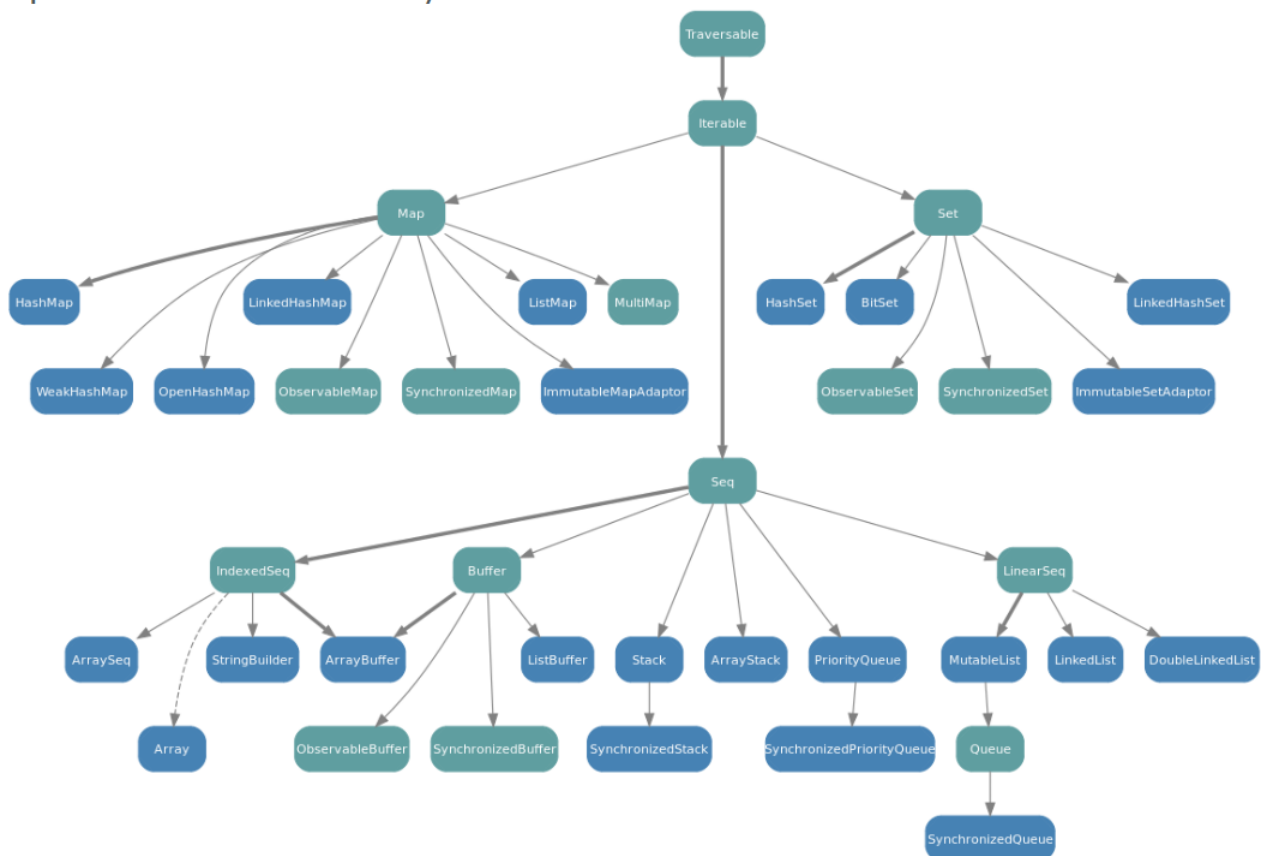 Traversable
Iterable
Map
Set
HashMap
LinkedHashMap
ListMap
MultiMap
HashSet
BitSet
LinkedHashSet
WeakHashMap
OpenHashMap
ObservableMap
SynchronizedMap
ImmutableMapAdaptor
ObservableSet
SynchronizedSet
ImmutableSetAdaptor
Seq
IndexedSeq
Buffer
LinearSeq
ArraySeq
StringBuilder
ArrayBuffer
ListBuffer
Stack
ArrayStack
PriorityQueue
MutableList
LinkedList
DoubleLinkedList
Array
ObservableBuffer
SynchronizedBuffer
SynchronizedStack
SynchronizedPriorityQueue
Queue
SynchronizedQueue